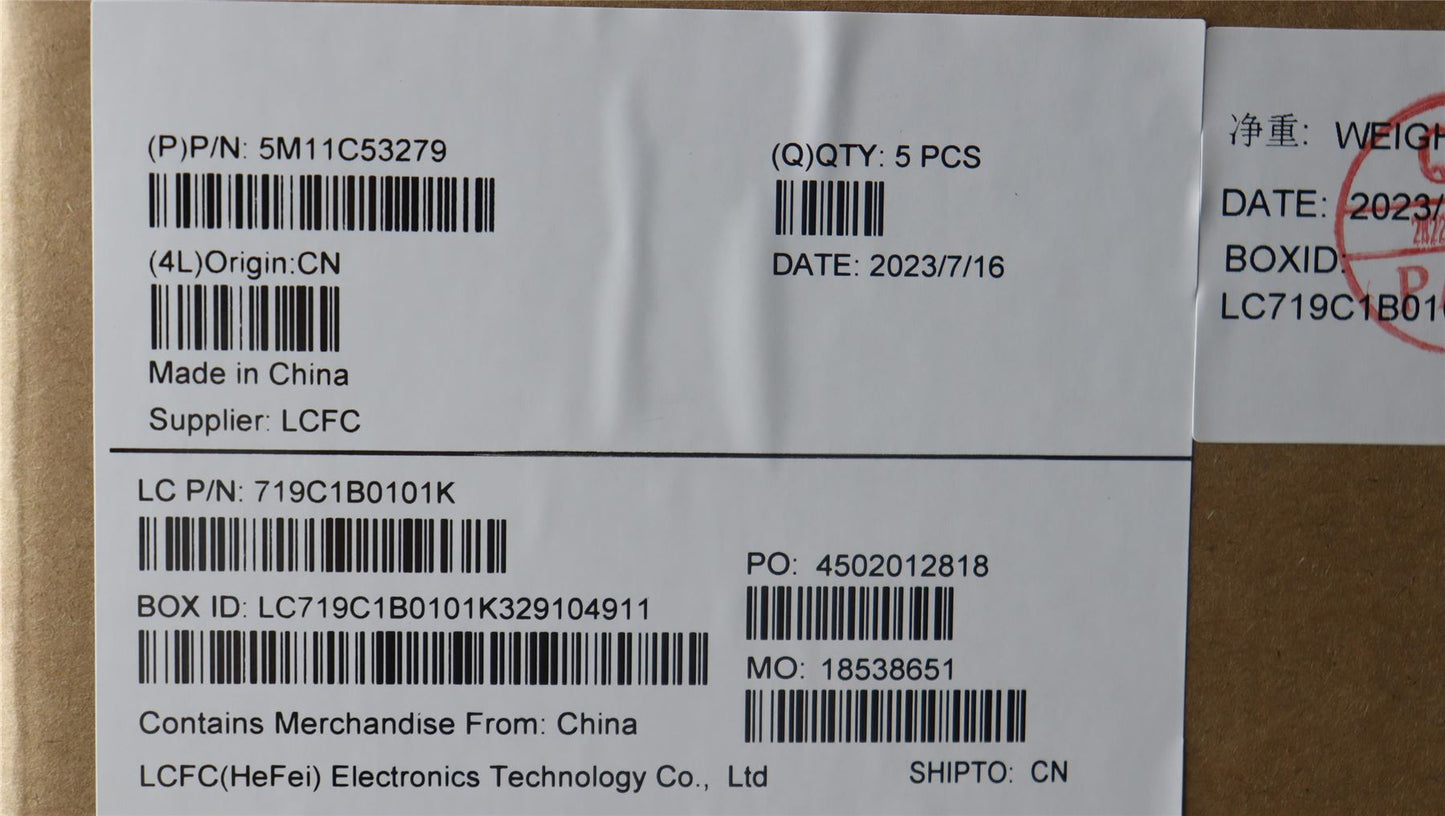 (P)P/N: 5M11C53279
(4L)Origin:CN
Made in China
Supplier: LCFC
(Q)QTY: 5 PCS
DATE: 2023/7/16
LC P/N: 719C1B0101K
BOX ID: LC719C1B0101K329104911
Contains Merchandise From: China
LCFC(HeFei) Electronics Technology Co., Ltd
PO: 4502012818
MO: 18538651
SHIPTO: CN
净重: WEIGH
DATE: 2023/
BOXID:
LC719C1B01